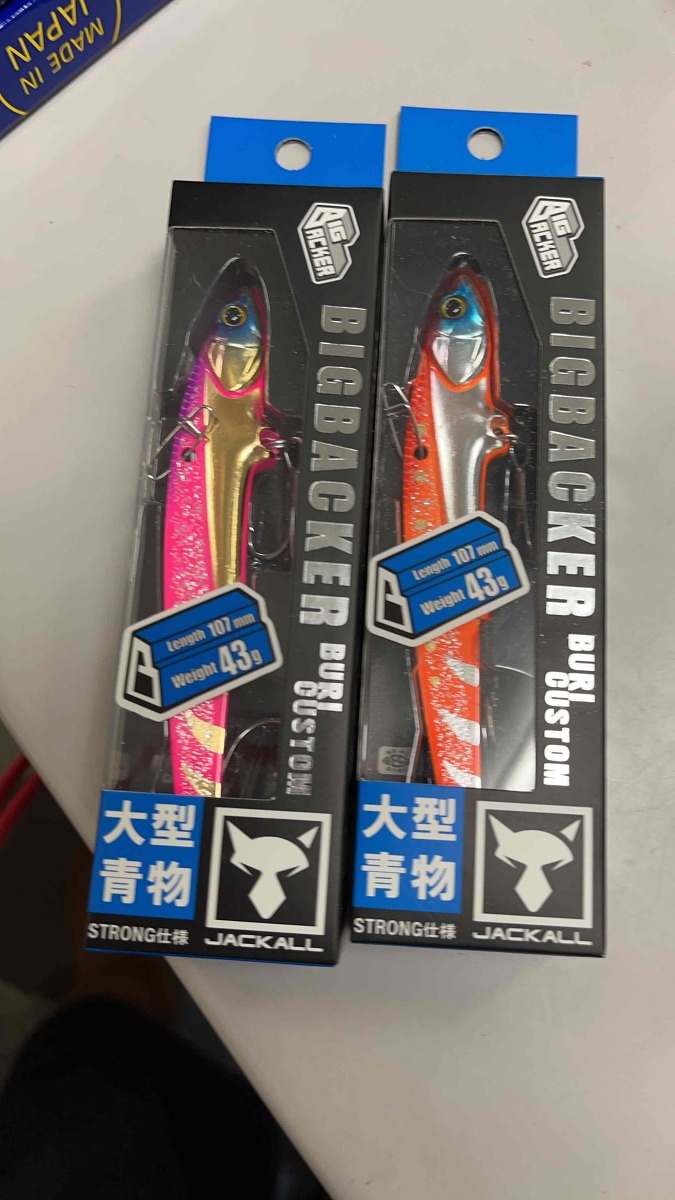 MADE IN
JAPAN
BIG
BACKER
BIGBACKER BURI
CUSTOM
Length 107 mm
Weight 43g
大型
青物
STRONG仕様
JACKALL
BIG
BACKER
BIGBACKER BURI
CUSTOM
Length 107 mm
Weight 43g
大型
青物
STRONG仕様
JACKALL